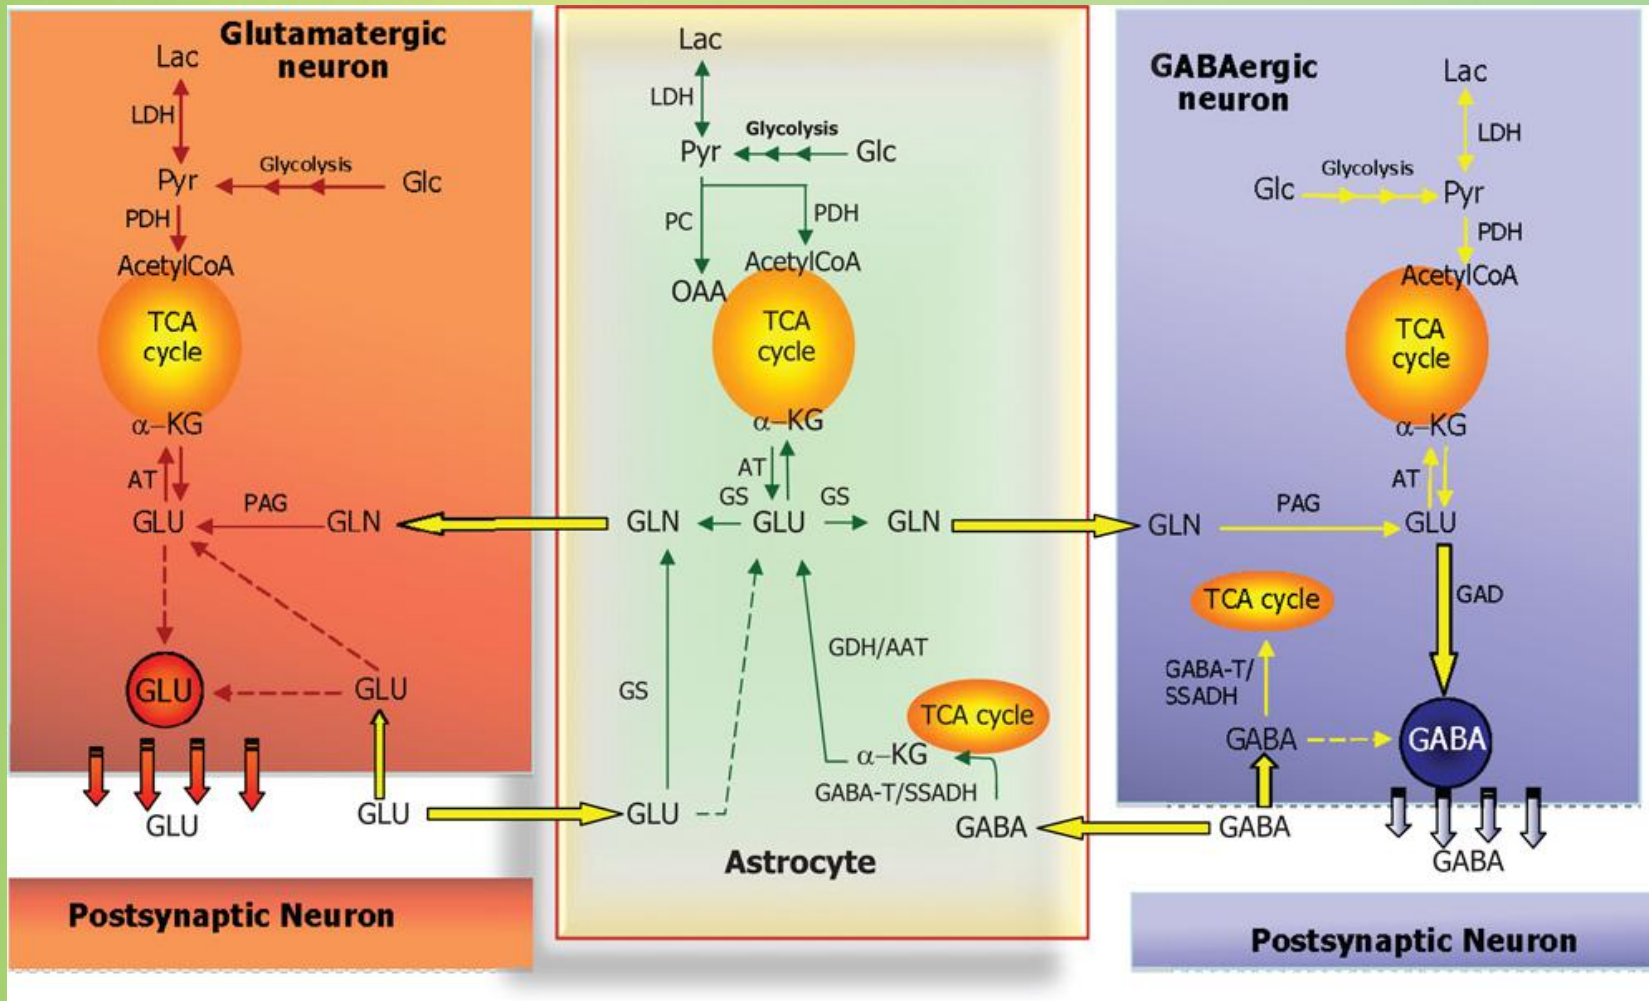 Glutamatergic
neuron
Lac
LDH
Glycolysis
Pyr
Glc
PDH
AcetylCoA
TCA
cycle
α–KG
AT
GLU
PAG
GLN
GLU
GLU
GLU
GLU
Postsynaptic Neuron
Lac
LDH
Glycolysis
Pyr
Glc
PC
PDH
AcetylCoA
OAA
TCA
cycle
α–KG
AT
GS
GS
GLN
GLU
GLN
GDH/AAT
GS
TCA cycle
α–KG
GABA-T/SSADH
GLU
GABA
Astrocyte
GABAergic
neuron
Lac
LDH
Glycolysis
Glc
Pyr
PDH
AcetylCoA
TCA
cycle
α–KG
AT
PAG
GLN
GLU
TCA cycle
GAD
GABA-T/
SSADH
GABA
GABA
GABA
GABA
Postsynaptic Neuron